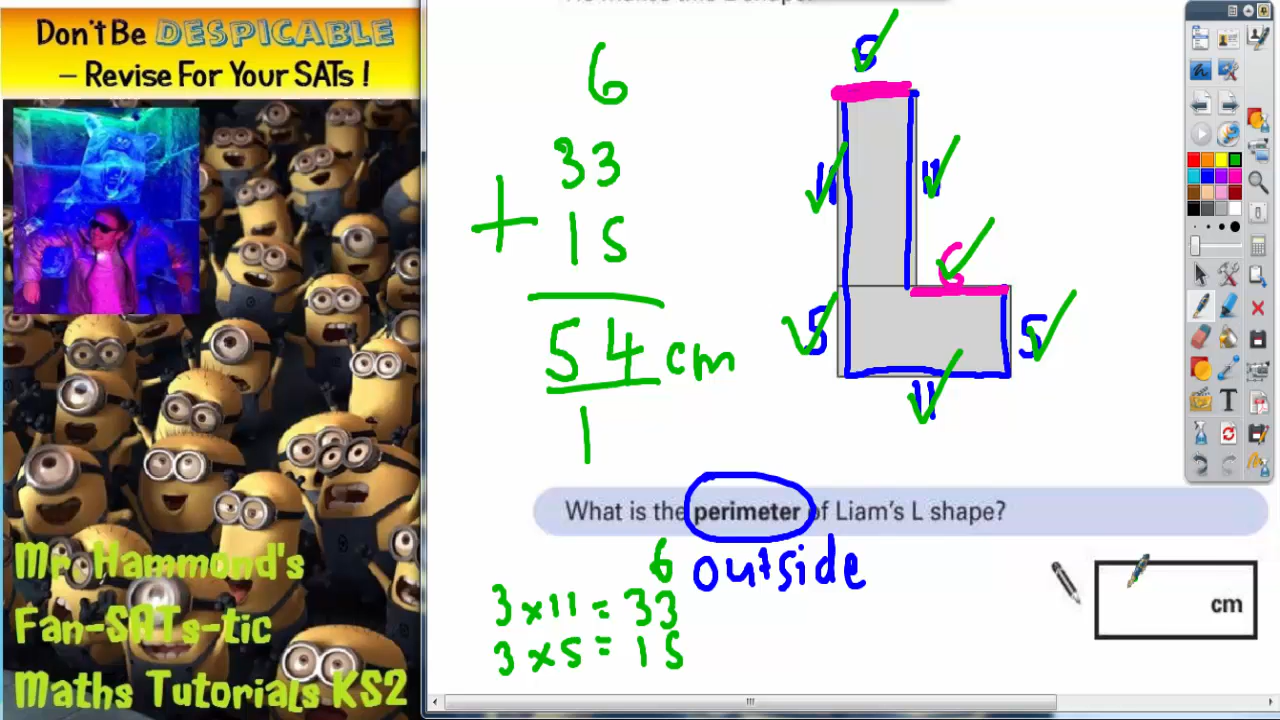 Don't Be DESPICABLE
– Revise For Your SATs !
Mr Hammond's
Fan-SATs-tic
Maths Tutorials KS2
6
33
+ 15
54 cm
1
5
11
11
6
5
5
11
What is the perimeter of Liam's L shape?
outside
6
3 × 11 = 33
3 × 5 = 15
cm